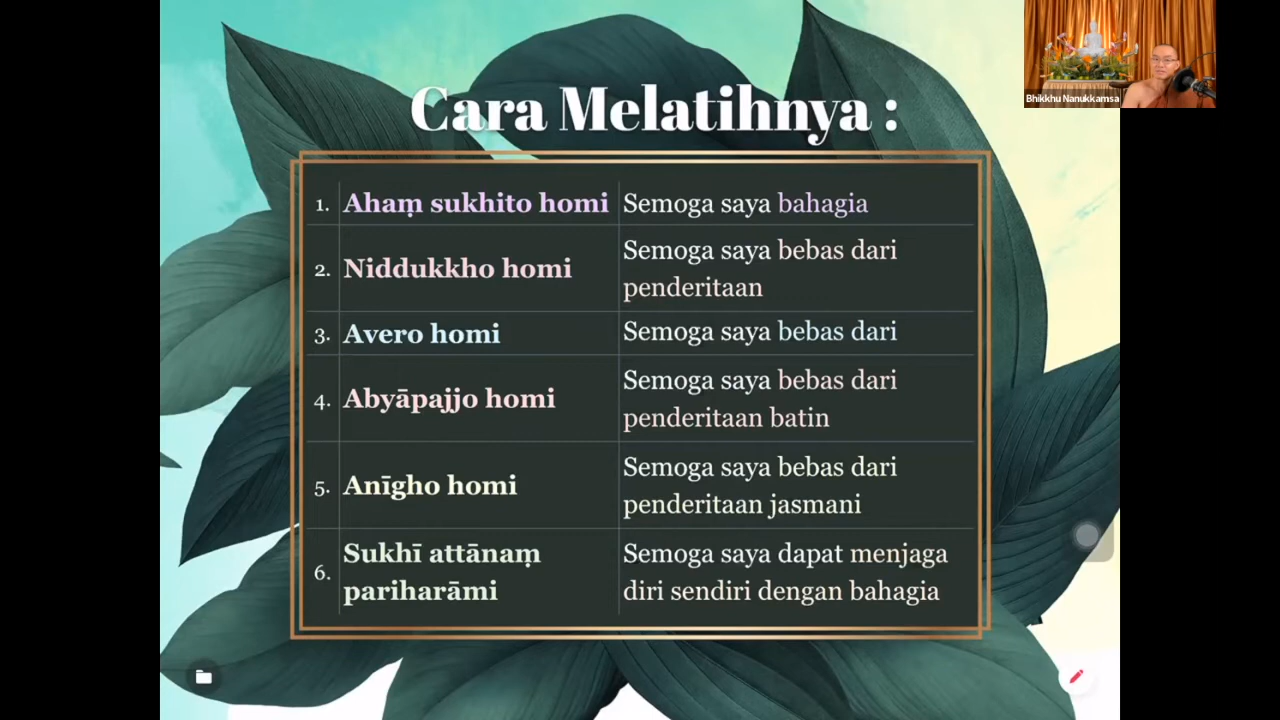 Cara Melatihnya :
Bhikkhu Nanukkamsa
1. Ahaṃ sukhito homi Semoga saya bahagia
2. Niddukkho homi Semoga saya bebas dari
penderitaan
3. Avero homi Semoga saya bebas dari
4. Abyāpajjo homi Semoga saya bebas dari
penderitaan batin
5. Anīgho homi Semoga saya bebas dari
penderitaan jasmani
6. Sukhī attānaṃ
pariharāmi
Semoga saya dapat menjaga
diri sendiri dengan bahagia